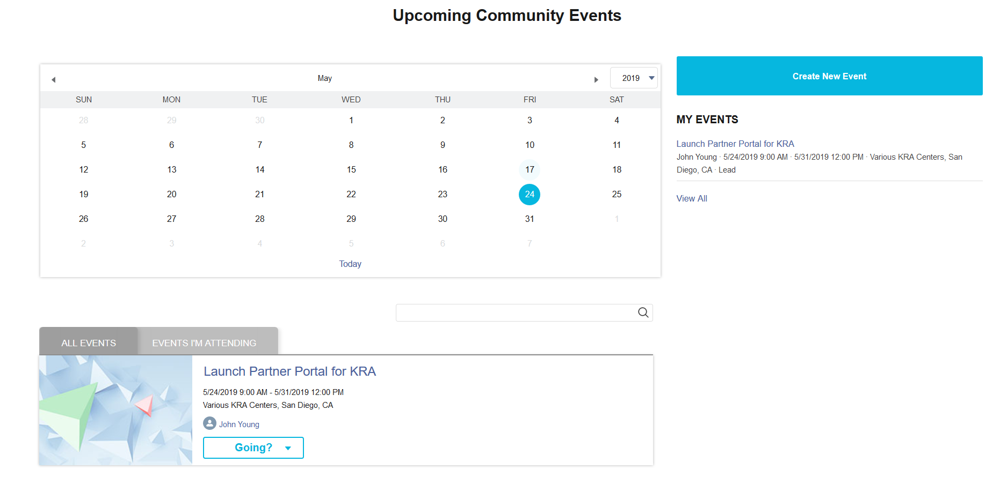 Upcoming Community Events
May
2019
SUN MON TUE WED THU FRI SAT
28 29 30 1 2 3 4
5 6 7 8 9 10 11
12 13 14 15 16 17 18
19 20 21 22 23 24 25
26 27 28 29 30 31 1
2 3 4 5 6 7
Today
Create New Event
MY EVENTS
Launch Partner Portal for KRA
John Young · 5/24/2019 9:00 AM · 5/31/2019 12:00 PM · Various KRA Centers, San
Diego, CA · Lead
View All
ALL EVENTS
EVENTS I'M ATTENDING
Launch Partner Portal for KRA
5/24/2019 9:00 AM - 5/31/2019 12:00 PM
Various KRA Centers, San Diego, CA
John Young
Going?